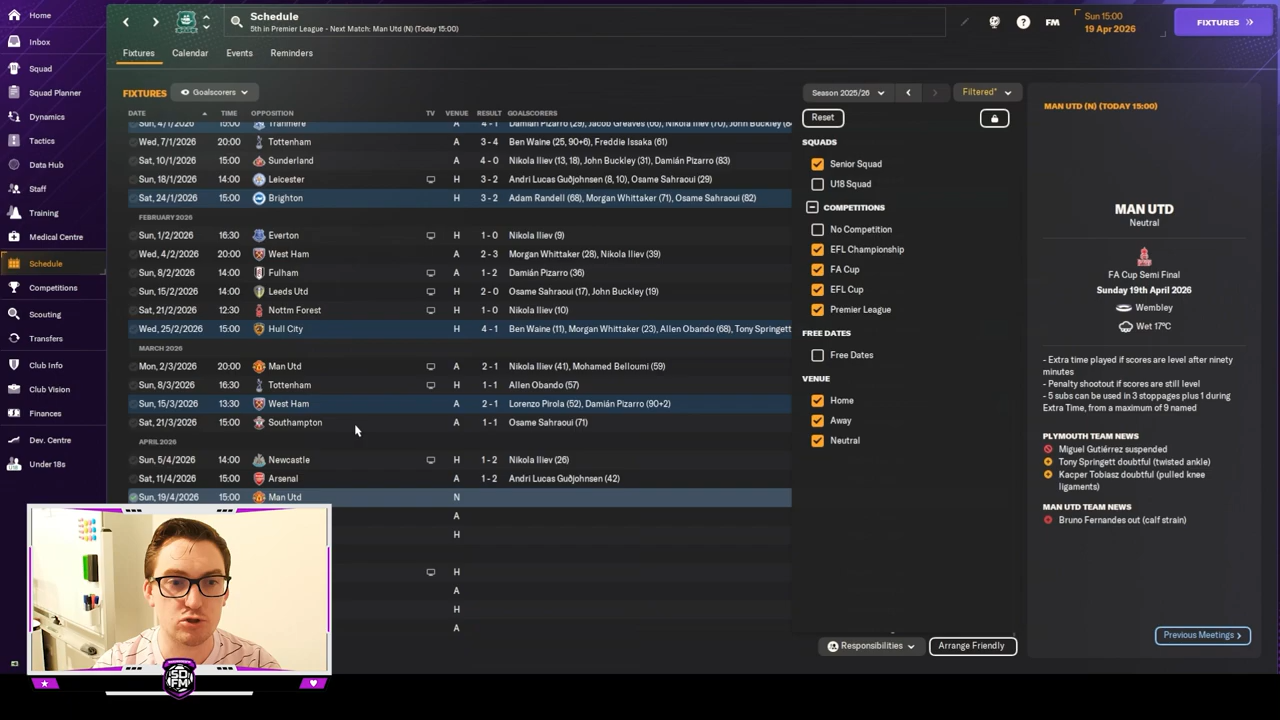 Home
Schedule
5th in Premier League - Next Match: Man Utd (N) (Today 15:00)
FM
Sun 15:00
19 Apr 2026
FIXTURES
Inbox
Fixtures Calendar Events Reminders
Squad
Squad Planner
Dynamics
Tactics
Data Hub
Staff
Training
Medical Centre
Schedule
Competitions
Scouting
Transfers
Club Info
Club Vision
Finances
Dev. Centre
Under 18s
FIXTURES Goalscorers
DATE TIME OPPOSITION TV VENUE RESULT GOALSCORERS
Sun, 4/1/2026 15:00 Tranmere A 4 - 1 Damián Pizarro (29), Jacob Greaves (66), Nikola Iliev (70), John Buckley
Wed, 7/1/2026 20:00 Tottenham A 3 - 4 Ben Waine (25, 90+6), Freddie Issaka (61)
Sat, 10/1/2026 15:00 Sunderland A 4 - 0 Nikola Iliev (13, 18), John Buckley (31), Damián Pizarro (83)
Sun, 18/1/2026 14:00 Leicester H 3 - 2 Andri Lucas Guðjohnsen (8, 10), Osame Sahraoui (29)
Sat, 24/1/2026 15:00 Brighton H 3 - 2 Adam Randell (68), Morgan Whittaker (71), Osame Sahraoui (82)
FEBRUARY 2026
Sun, 1/2/2026 16:30 Everton H 1 - 0 Nikola Iliev (9)
Wed, 4/2/2026 20:00 West Ham A 2 - 3 Morgan Whittaker (28), Nikola Iliev (39)
Sun, 8/2/2026 14:00 Fulham A 1 - 2 Damián Pizarro (36)
Sun, 15/2/2026 14:00 Leeds Utd H 2 - 0 Osame Sahraoui (17), John Buckley (19)
Sat, 21/2/2026 12:30 Nottm Forest H 1 - 0 Nikola Iliev (10)
Wed, 25/2/2026 15:00 Hull City H 4 - 1 Ben Waine (11), Morgan Whittaker (23), Allen Obando (68), Tony Springett
MARCH 2026
Mon, 2/3/2026 20:00 Man Utd A 2 - 1 Nikola Iliev (41), Mohamed Belloumi (59)
Sun, 8/3/2026 16:30 Tottenham H 1 - 1 Allen Obando (57)
Sun, 15/3/2026 13:30 West Ham A 2 - 1 Lorenzo Pirola (52), Damián Pizarro (90+2)
Sat, 21/3/2026 15:00 Southampton A 1 - 1 Osame Sahraoui (71)
APRIL 2026
Sun, 5/4/2026 14:00 Newcastle H 1 - 2 Nikola Iliev (26)
Sat, 11/4/2026 15:00 Arsenal A 1 - 2 Andri Lucas Guðjohnsen (42)
Sun, 19/4/2026 15:00 Man Utd N
A
H
H
A
H
A
Season 2025/26 Filtered*
Reset
SQUADS
Senior Squad
U18 Squad
COMPETITIONS
No Competition
EFL Championship
FA Cup
EFL Cup
Premier League
FREE DATES
Free Dates
VENUE
Home
Away
Neutral
Responsibilities Arrange Friendly
MAN UTD (N) (TODAY 15:00)
MAN UTD
Neutral
FA Cup Semi Final
Sunday 19th April 2026
Wembley
Wet 17°C
- Extra time played if scores are level after ninety
minutes
- Penalty shootout if scores are still level
- 5 subs can be used in 3 stoppages plus 1 during
Extra Time, from a maximum of 9 named
PLYMOUTH TEAM NEWS
Miguel Gutiérrez suspended
Tony Springett doubtful (twisted ankle)
Kacper Tobiasz doubtful (pulled knee
ligaments)
MAN UTD TEAM NEWS
Bruno Fernandes out (calf strain)
Previous Meetings
SD
FM